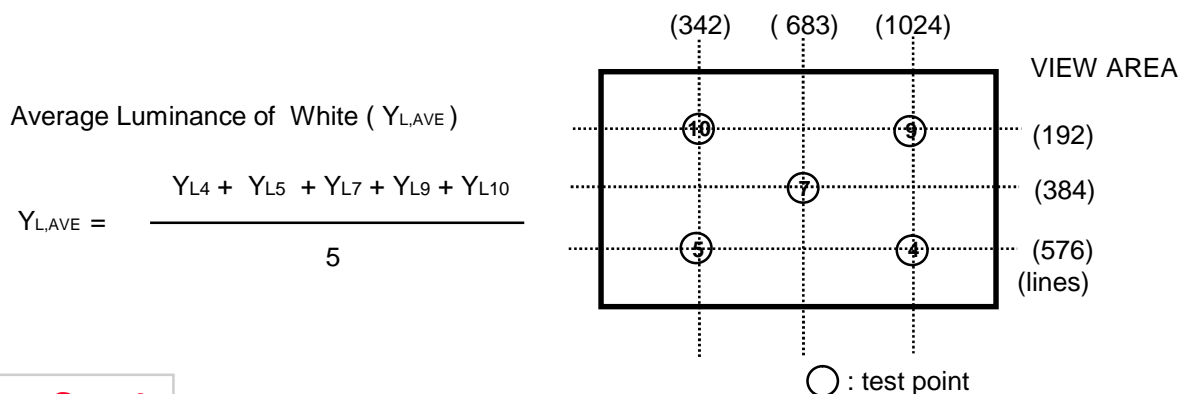 (342) ( 683) (1024)
VIEW AREA
Average Luminance of White ( YL,AVE )
10 9 (192)
YL4 + YL5 + YL7 + YL9 + YL10
7 (384)
YL,AVE =
5
5 4 (576)
(lines)
: test point